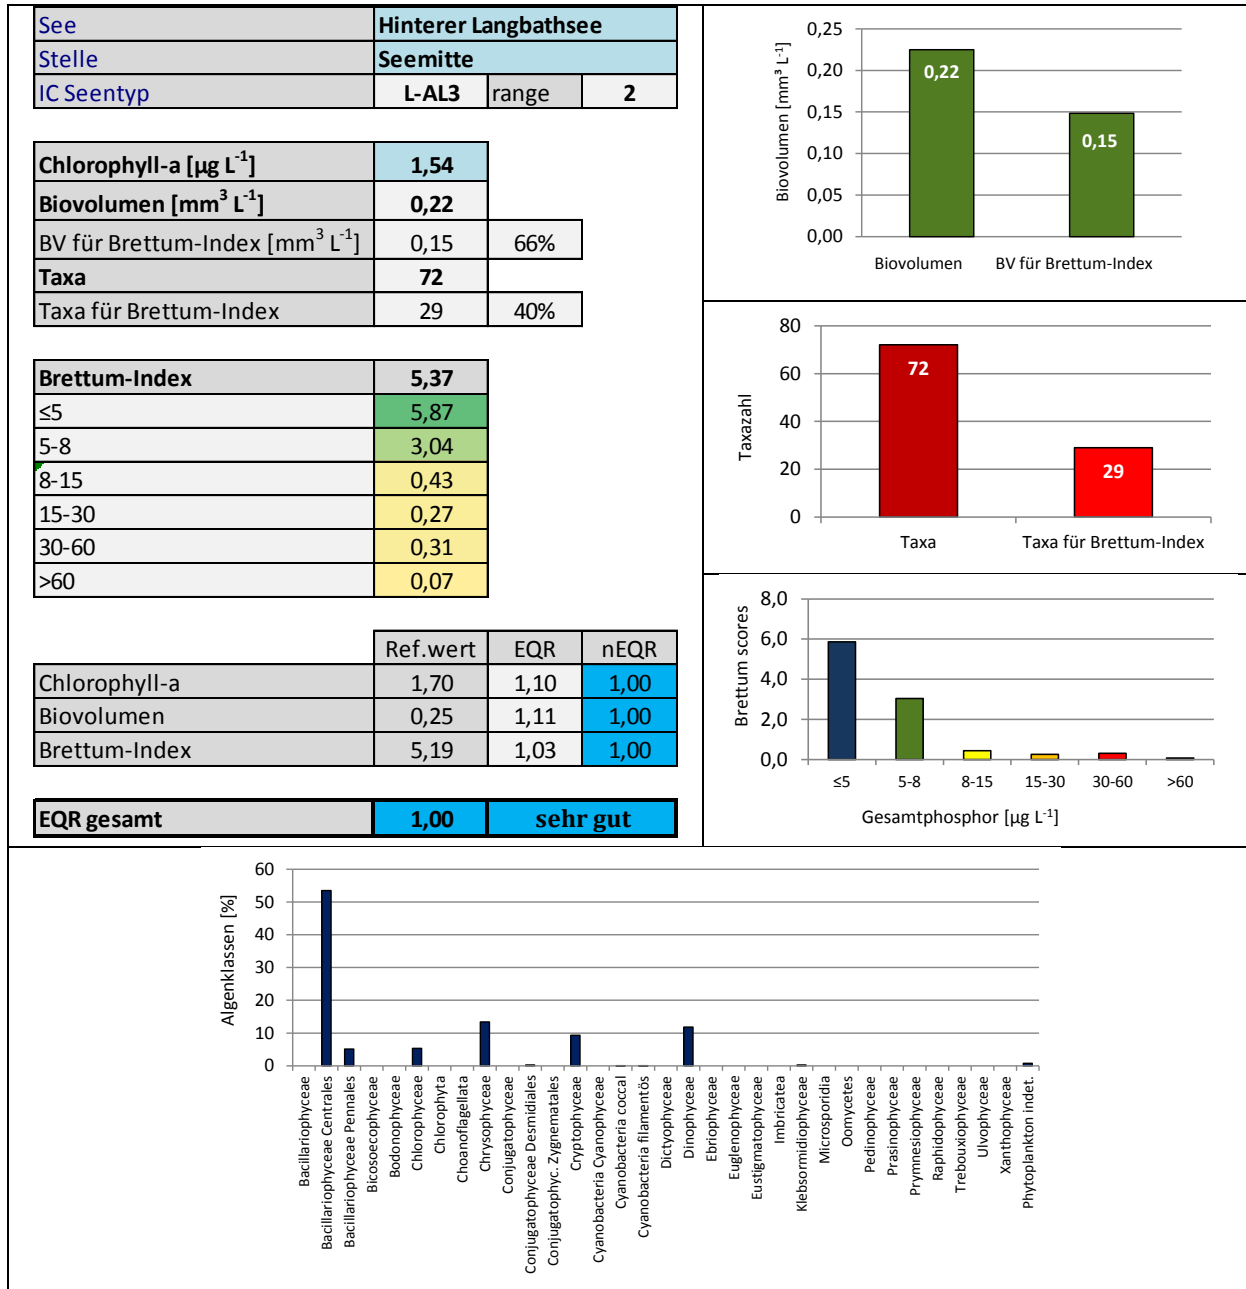 See Hinterer Langbathsee
Stelle Seemitte
IC Seentyp L-AL3 range 2
Chlorophyll-a [µg L⁻¹] 1,54
Biovolumen [mm³ L⁻¹] 0,22
BV für Brettum-Index [mm³ L⁻¹] 0,15 66%
Taxa 72
Taxa für Brettum-Index 29 40%
Brettum-Index 5,37
≤5 5,87
5-8 3,04
8-15 0,43
15-30 0,27
30-60 0,31
>60 0,07
Ref.wert EQR nEQR
Chlorophyll-a 1,70 1,10 1,00
Biovolumen 0,25 1,11 1,00
Brettum-Index 5,19 1,03 1,00
EQR gesamt 1,00 sehr gut
Biovolumen [mm³ L⁻¹]
0,25
0,20
0,15
0,10
0,05
0,00
0,22
0,15
Biovolumen BV für Brettum-Index
Taxazahl
80
60
40
20
0
72
29
Taxa Taxa für Brettum-Index
Brettum scores
8,0
6,0
4,0
2,0
0,0
≤5 5-8 8-15 15-30 30-60 >60
Gesamtphosphor [µg L⁻¹]
Algenklassen [%]
60
50
40
30
20
10
0
Bacillariophyceae
Bacillariophyceae Centrales
Bacillariophyceae Pennales
Bicosoecophyceae
Bodonophyceae
Chlorophyceae
Chlorophyta
Choanoflagellata
Chrysophyceae
Conjugatophyceae
Conjugatophyceae Desmidiales
Conjugatophyc. Zygnematales
Cryptophyceae
Cyanobacteria Cyanophyceae
Cyanobacteria coccal
Cyanobacteria filamentös
Dictyophyceae
Dinophyceae
Ebriophyceae
Euglenophyceae
Eustigmatophyceae
Imbricatea
Klebsormidiophyceae
Microsporidia
Oomycetes
Pedinophyceae
Prasinophyceae
Prymnesiophyceae
Raphidophyceae
Trebouxiophyceae
Ulvophyceae
Xanthophyceae
Phytoplankton indet.